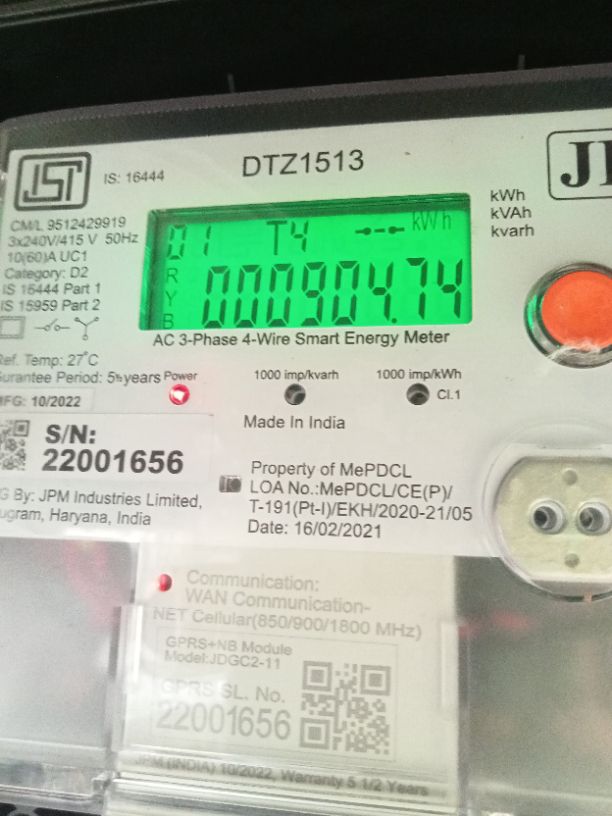 ISI
IS: 16444
DTZ1513
CM/L 9512429919
3x240V/415 V 50Hz
10(60)A UC1
Category: D2
IS 16444 Part 1
IS 15959 Part 2
01 T4 kWh
R
Y
B
000904.74
kWh
kVAh
kvarh
AC 3-Phase 4-Wire Smart Energy Meter
Ref. Temp: 27°C
Gurantee Period: 5½years
MFG: 10/2022
Power
1000 imp/kvarh
1000 imp/kWh
Cl.1
S/N:
22001656
Made In India
G By: JPM Industries Limited,
ugram, Haryana, India
Property of MePDCL
LOA No.:MePDCL/CE(P)/
T-191(Pt-I)/EKH/2020-21/05
Date: 16/02/2021
Communication:
WAN Communication-
NET Cellular(850/900/1800 MHz)
GPRS+NB Module
Model:JDGC2-11
GPRS SL. No.
22001656
JPM (INDIA) 10/2022, Warranty 5 1/2 Years